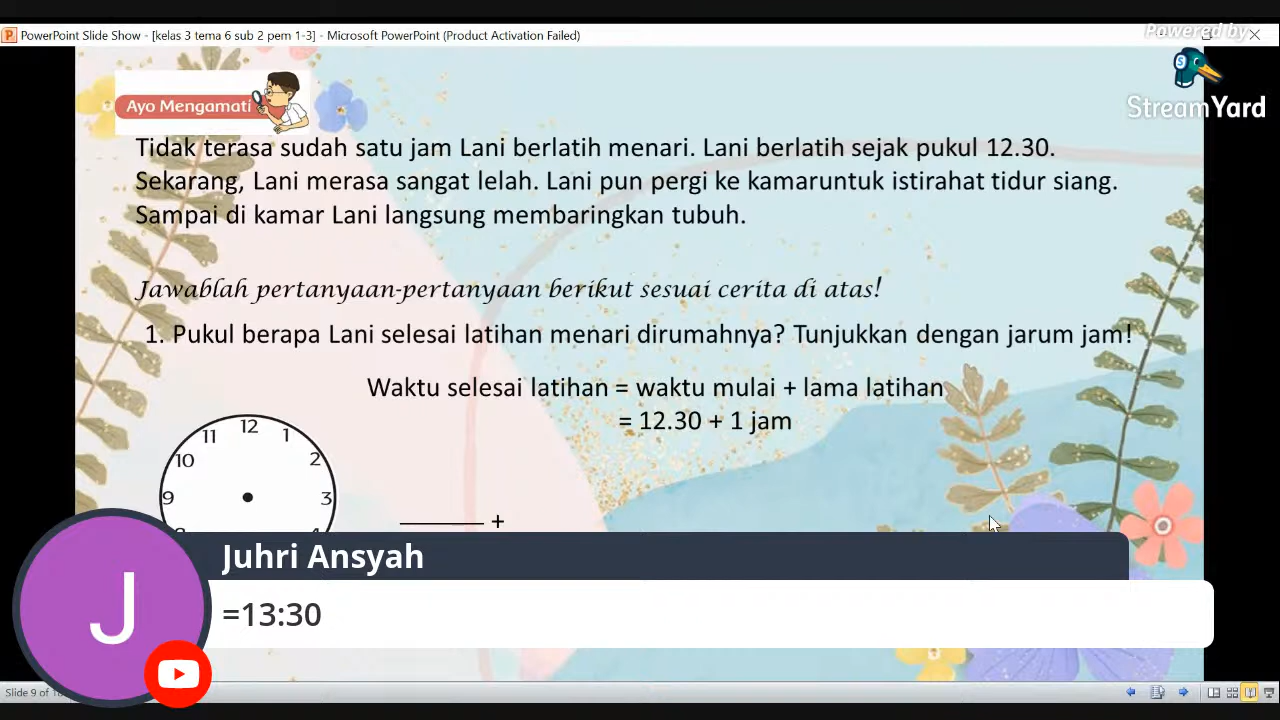 PowerPoint Slide Show - [kelas 3 tema 6 sub 2 pem 1-3] - Microsoft PowerPoint (Product Activation Failed)
Powered by
StreamYard
Ayo Mengamati
Tidak terasa sudah satu jam Lani berlatih menari. Lani berlatih sejak pukul 12.30.
Sekarang, Lani merasa sangat lelah. Lani pun pergi ke kamaruntuk istirahat tidur siang.
Sampai di kamar Lani langsung membaringkan tubuh.
Jawablah pertanyaan-pertanyaan berikut sesuai cerita di atas!
1. Pukul berapa Lani selesai latihan menari dirumahnya? Tunjukkan dengan jarum jam!
Waktu selesai latihan = waktu mulai + lama latihan
= 12.30 + 1 jam
12
11 1
10 2
9 3
+
J
Juhri Ansyah
=13:30
Slide 9 of